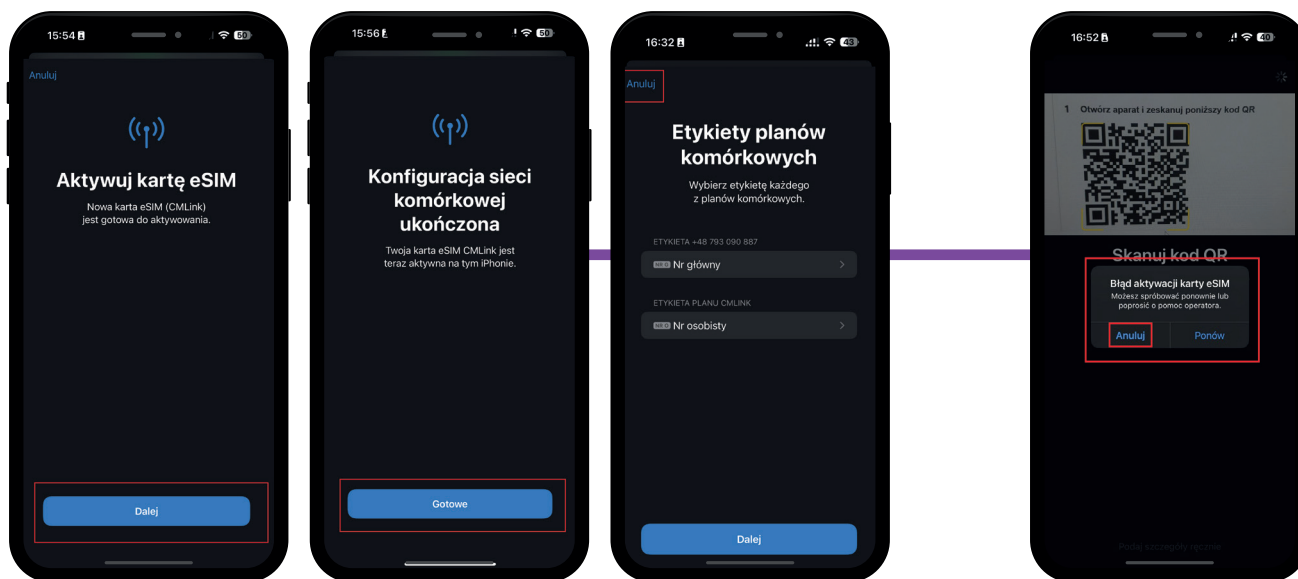 15:54
50
Anuluj
Aktywuj kartę eSIM
Nowa karta eSIM (CMLink)
jest gotowa do aktywowania.
Dalej
15:56
50
Konfiguracja sieci
komórkowej
ukończona
Twoja karta eSIM CMLink jest
teraz aktywna na tym iPhonie.
Gotowe
16:32
43
Anuluj
Etykiety planów
komórkowych
Wybierz etykietę każdego
z planów komórkowych.
ETYKIETA +48 793 090 887
Nr główny
ETYKIETA PLANU CMLINK
Nr osobisty
Dalej
16:52
40
1 Otwórz aparat i zeskanuj poniższy kod QR
Skanuj kod QR
Błąd aktywacji karty eSIM
Możesz spróbować ponownie lub
poprosić o pomoc operatora.
Anuluj
Ponów
Podaj szczegóły ręcznie